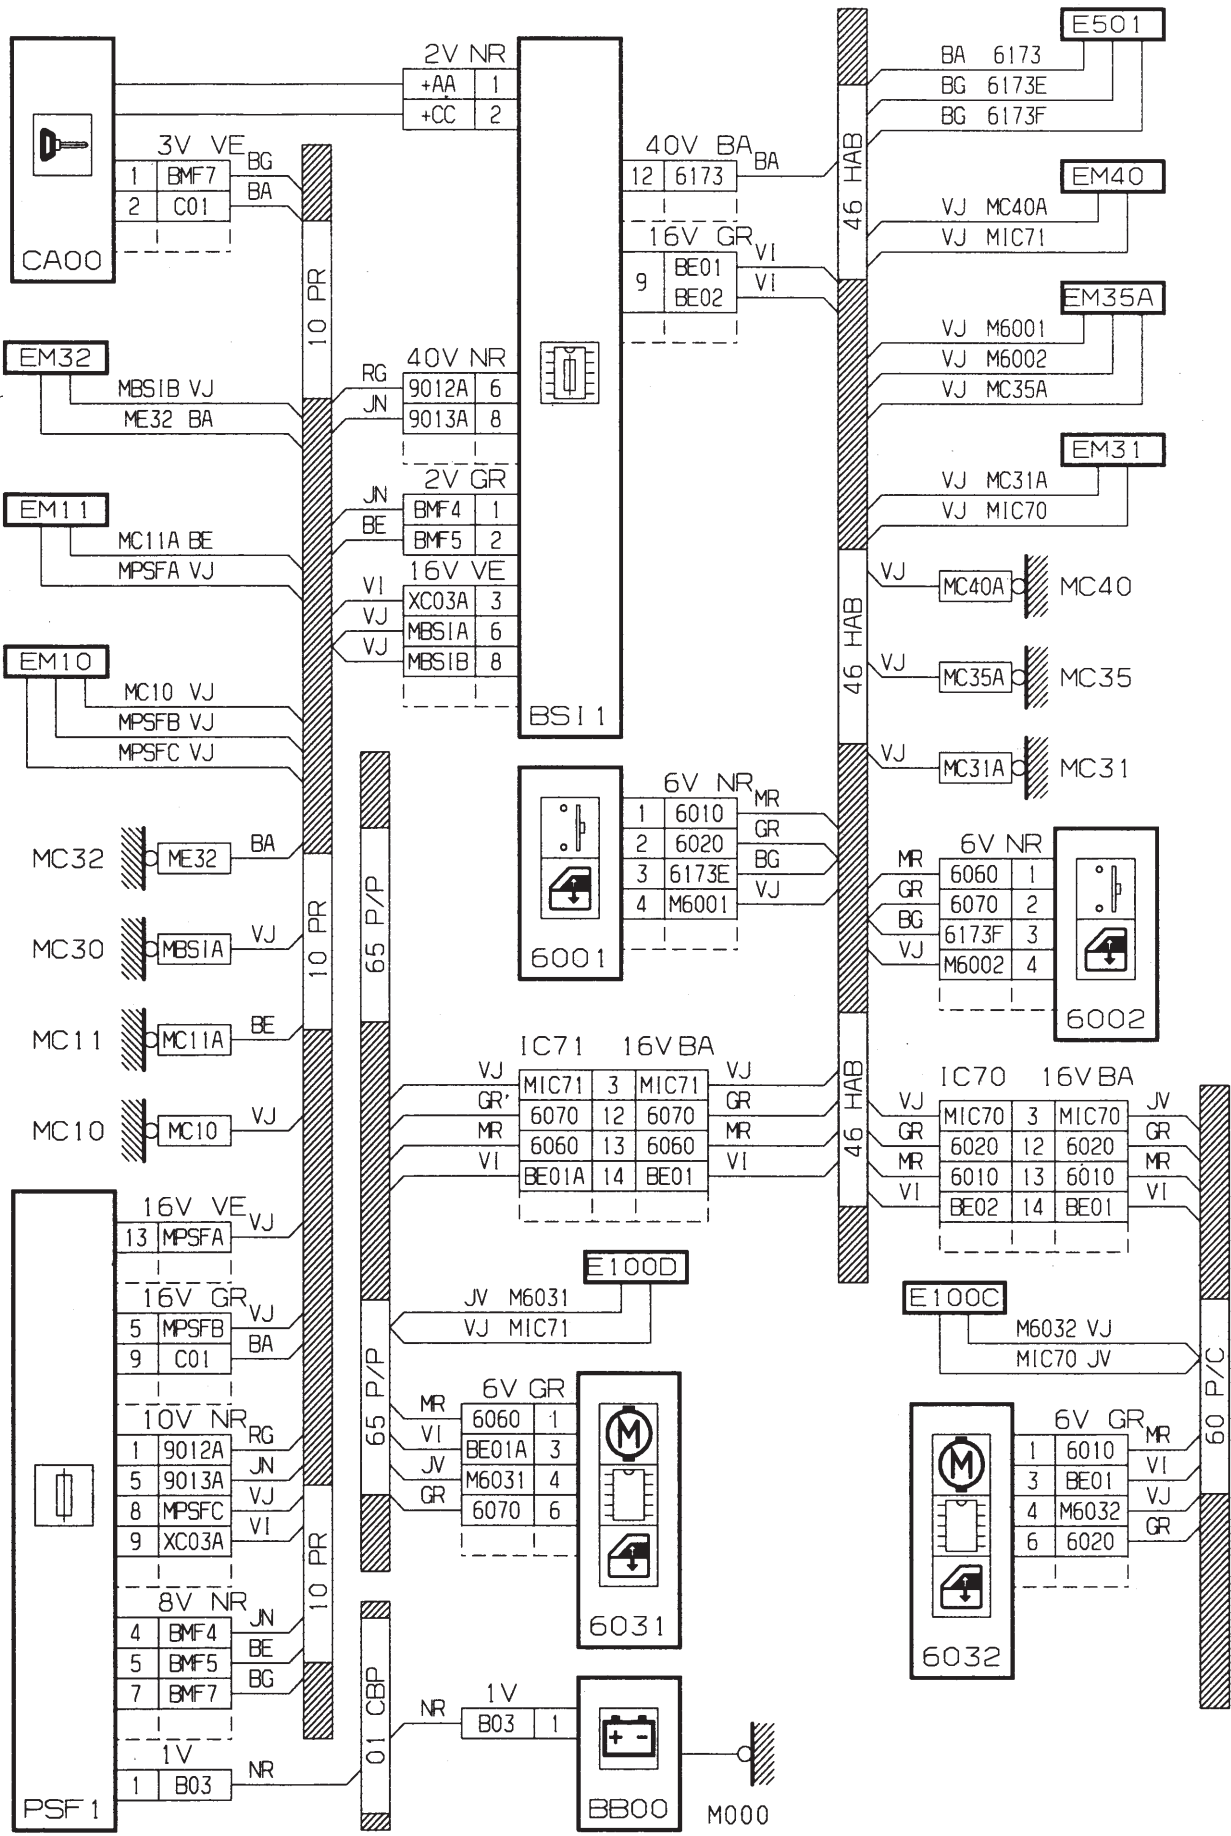 CA00
3V VE
1 BMF7 BG
2 C01 BA
2V NR
+AA 1
+CC 2
10 PR
EM32
MBSIB VJ
ME32 BA
EM11
MC11A BE
MPSFA VJ
EM10
MC10 VJ
MPSFB VJ
MPSFC VJ
MC32 ME32 BA
MC30 MBSIA VJ
MC11 MC11A BE
MC10 MC10 VJ
10 PR
40V NR
RG 9012A 6
JN 9013A 8
2V GR
JN BMF4 1
BE BMF5 2
16V VE
VI XC03A 3
VJ MBSIA 6
VJ MBSIB 8
BSI1
40V BA
12 6173 BA
16V GR
9 BE01 VI
BE02 VI
46 HAB
E501
BA 6173
BG 6173E
BG 6173F
EM40
VJ MC40A
VJ MIC71
EM35A
VJ M6001
VJ M6002
VJ MC35A
EM31
VJ MC31A
VJ MIC70
46 HAB
VJ MC40A MC40
VJ MC35A MC35
VJ MC31A MC31
65 P/P
6001
6V NR
1 6010 MR
2 6020 GR
3 6173E BG
4 M6001 VJ
6V NR
MR 6060 1
GR 6070 2
BG 6173F 3
VJ M6002 4
6002
IC71 16V BA
VJ MIC71 3 MIC71 VJ
GR 6070 12 6070 GR
MR 6060 13 6060 MR
VI BE01A 14 BE01 VI
46 HAB
IC70 16V BA
VJ MIC70 3 MIC70 JV
GR 6020 12 6020 GR
MR 6010 13 6010 MR
VI BE02 14 BE01 VI
PSF1
16V VE
13 MPSFA VJ
16V GR
5 MPSFB VJ
9 C01 BA
10V NR
1 9012A RG
5 9013A JN
8 MPSFC VJ
9 XC03A VI
8V NR
4 BMF4 JN
5 BMF5 BE
7 BMF7 BG
1V
1 B03 NR
10 PR
E100D
JV M6031
VJ MIC71
65 P/P
6V GR
MR 6060 1
VI BE01A 3
JV M6031 4
GR 6070 6
M
6031
E100C
M6032 VJ
MIC70 JV
60 P/C
M
6032
6V GR
1 6010 MR
3 BE01 VI
4 M6032 VJ
6 6020 GR
01 CBP
1V
NR B03 1
+ -
BB00
M000